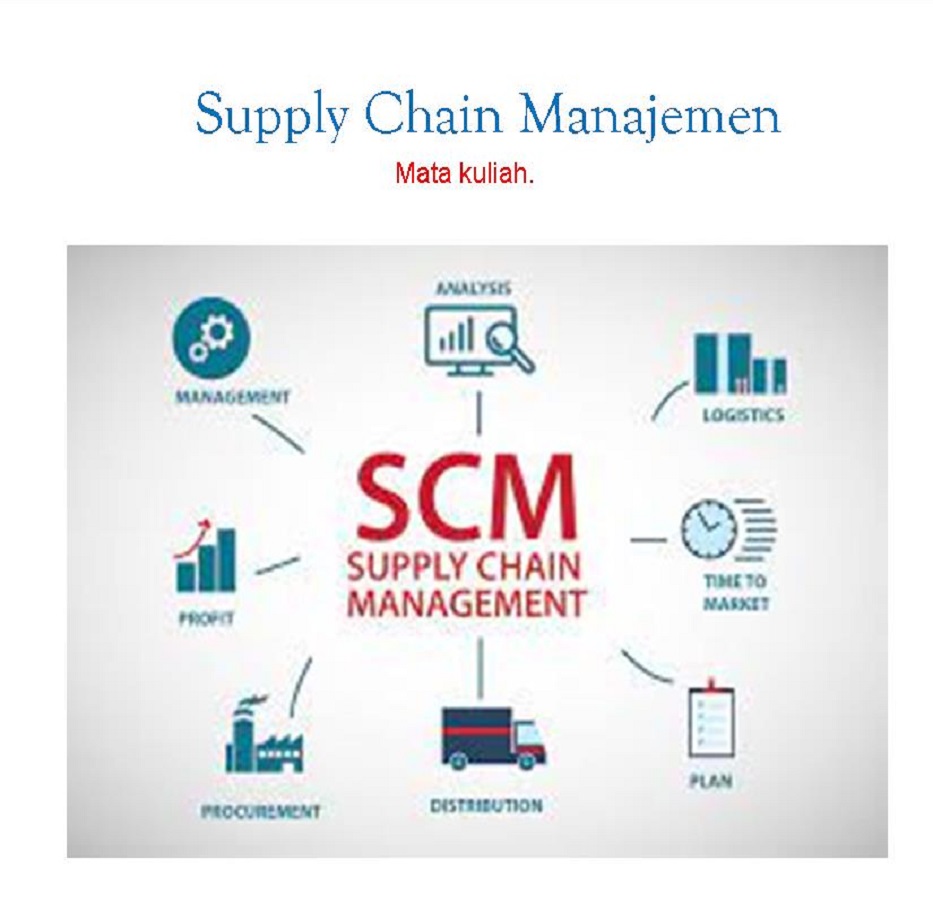 Supply Chain Manajemen
Mata kuliah.
ANALYSIS
MANAGEMENT
LOGISTICS
SCM
SUPPLY CHAIN
MANAGEMENT
PROFIT
TIME TO
MARKET
PROCUREMENT
DISTRIBUTION
PLAN